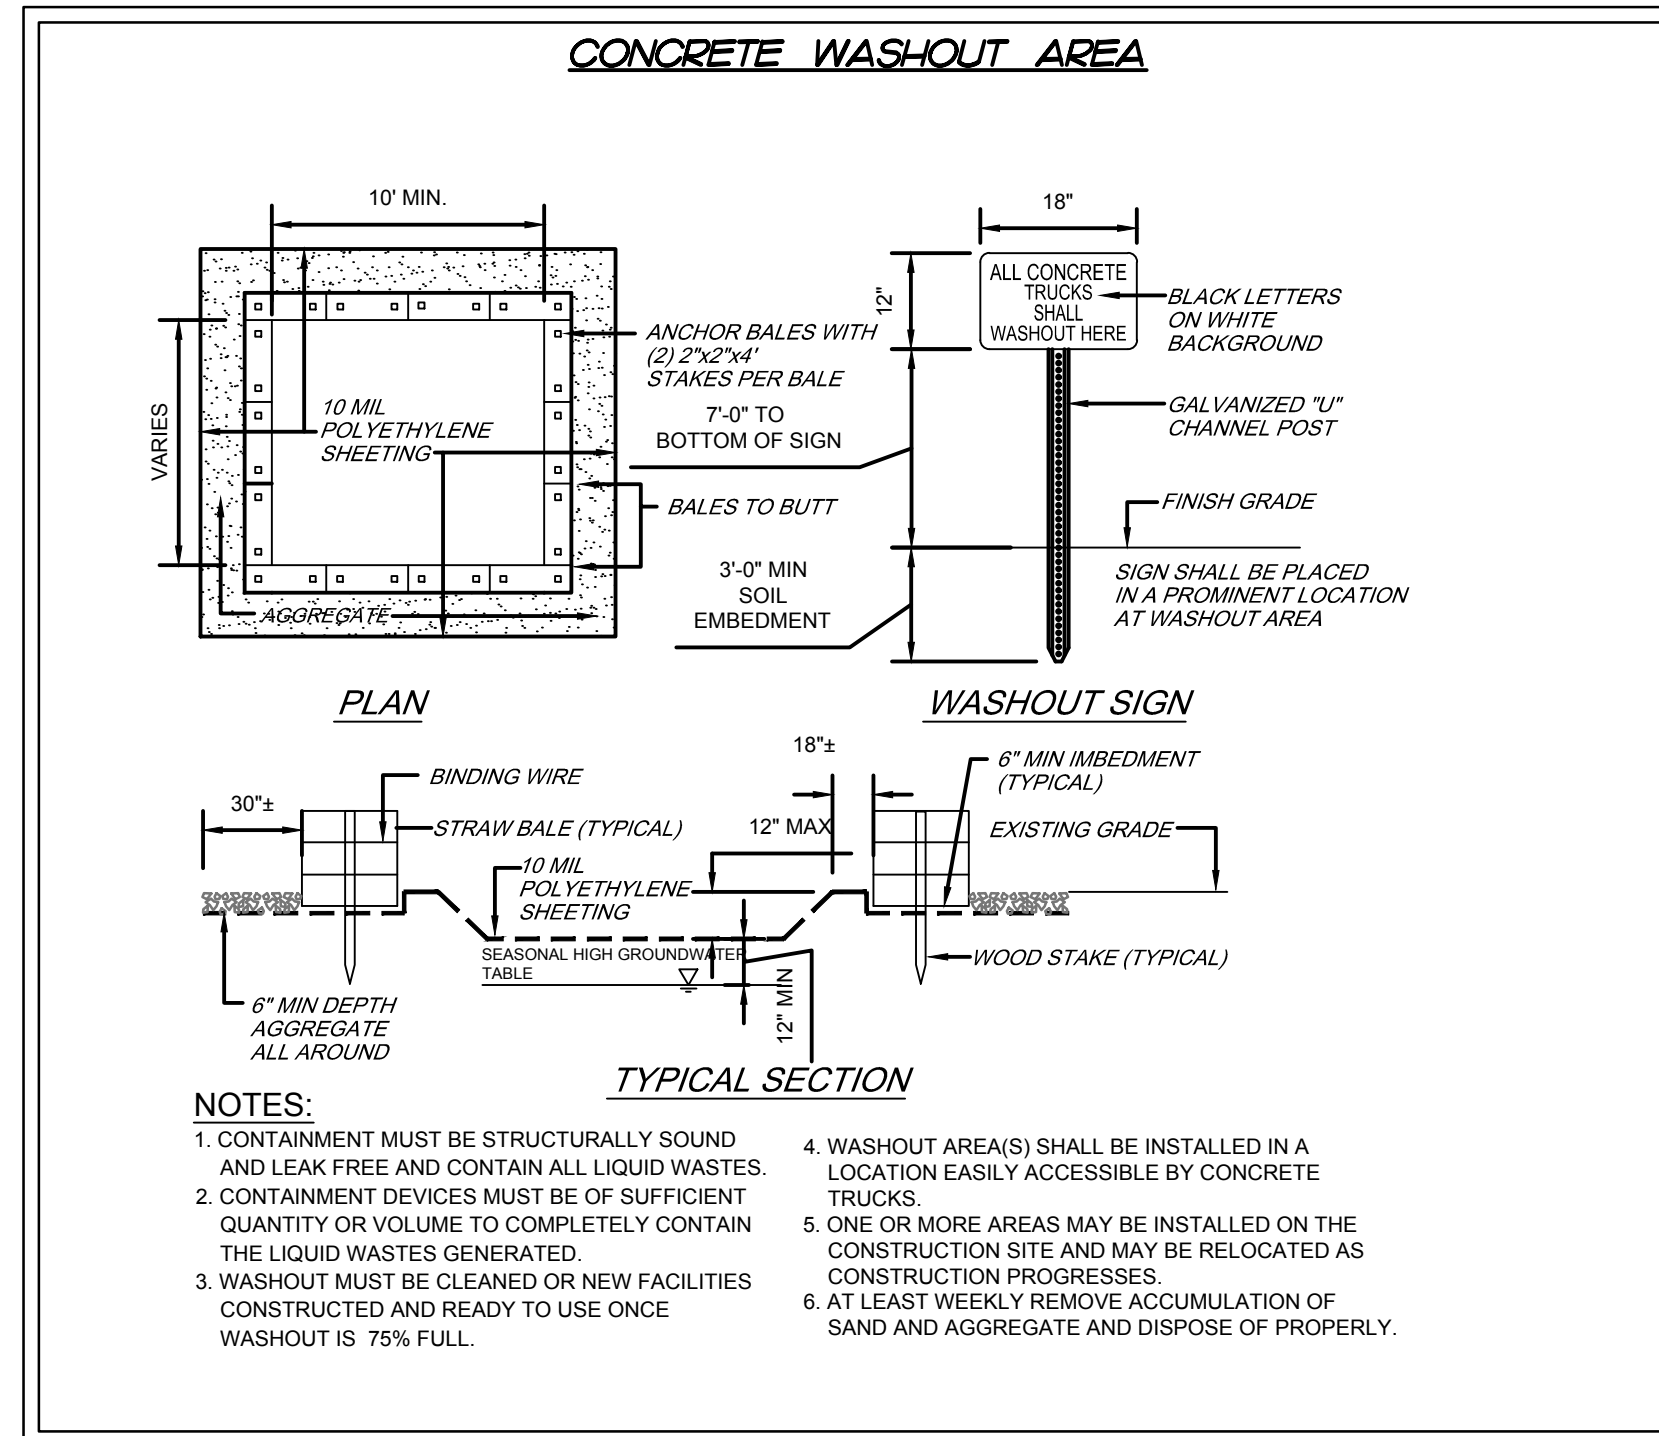 CONCRETE WASHOUT AREA
10' MIN.
VARIES
10 MIL
POLYETHYLENE
SHEETING
AGGREGATE
ANCHOR BALES WITH
(2) 2"x2"x4'
STAKES PER BALE
BALES TO BUTT
PLAN
18"
12"
ALL CONCRETE
TRUCKS
SHALL
WASHOUT HERE
BLACK LETTERS
ON WHITE
BACKGROUND
7'-0" TO
BOTTOM OF SIGN
GALVANIZED "U"
CHANNEL POST
FINISH GRADE
3'-0" MIN
SOIL
EMBEDMENT
SIGN SHALL BE PLACED
IN A PROMINENT LOCATION
AT WASHOUT AREA
WASHOUT SIGN
30"±
BINDING WIRE
STRAW BALE (TYPICAL)
10 MIL
POLYETHYLENE
SHEETING
18"±
12" MAX
6" MIN IMBEDMENT
(TYPICAL)
EXISTING GRADE
SEASONAL HIGH GROUNDWATER
TABLE
12" MIN
WOOD STAKE (TYPICAL)
6" MIN DEPTH
AGGREGATE
ALL AROUND
TYPICAL SECTION
NOTES:
1. CONTAINMENT MUST BE STRUCTURALLY SOUND
AND LEAK FREE AND CONTAIN ALL LIQUID WASTES.
2. CONTAINMENT DEVICES MUST BE OF SUFFICIENT
QUANTITY OR VOLUME TO COMPLETELY CONTAIN
THE LIQUID WASTES GENERATED.
3. WASHOUT MUST BE CLEANED OR NEW FACILITIES
CONSTRUCTED AND READY TO USE ONCE
WASHOUT IS 75% FULL.
4. WASHOUT AREA(S) SHALL BE INSTALLED IN A
LOCATION EASILY ACCESSIBLE BY CONCRETE
TRUCKS.
5. ONE OR MORE AREAS MAY BE INSTALLED ON THE
CONSTRUCTION SITE AND MAY BE RELOCATED AS
CONSTRUCTION PROGRESSES.
6. AT LEAST WEEKLY REMOVE ACCUMULATION OF
SAND AND AGGREGATE AND DISPOSE OF PROPERLY.